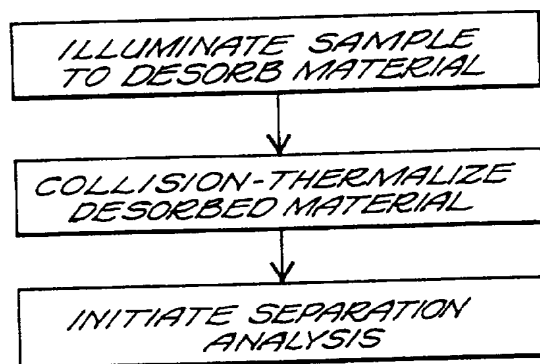 ILLUMINATE SAMPLE
TO DESORB MATERIAL
COLLISION-THERMALIZE
DESORBED MATERIAL
INITIATE SEPARATION
ANALYSIS